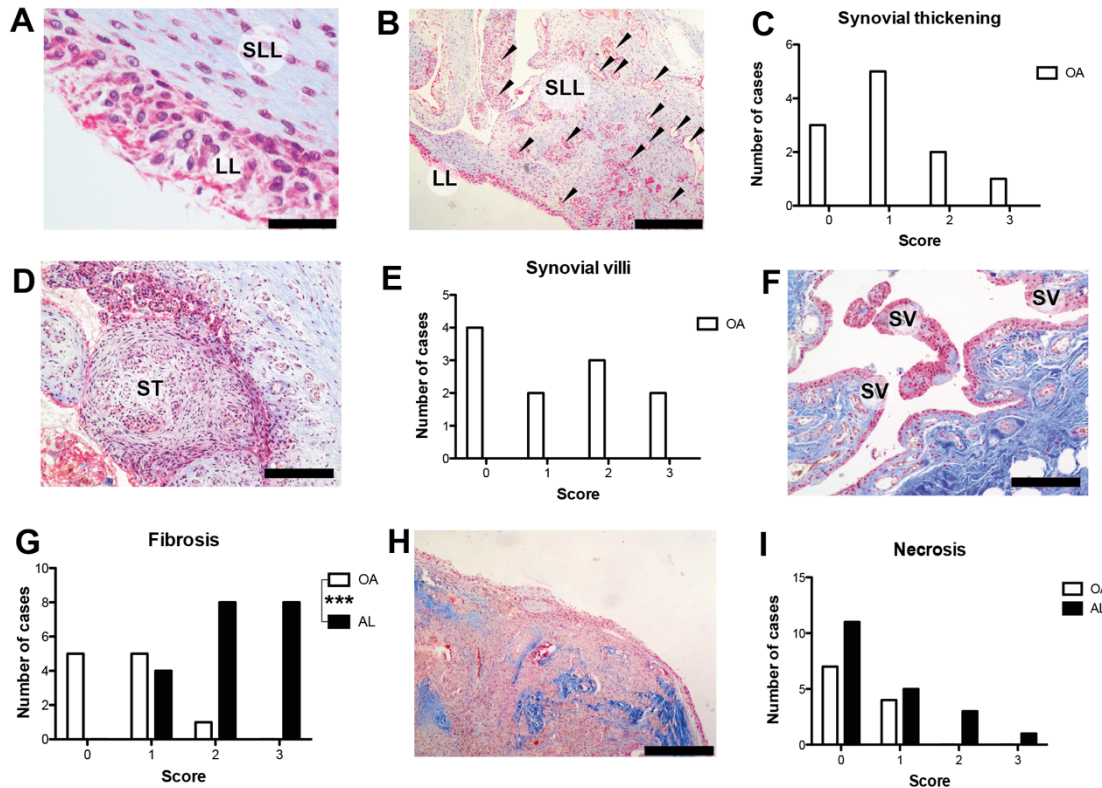 A
SLL
LL
B
SLL
LL
C
Synovial thickening
Number of cases
6
4
2
0
0 1 2 3
Score
OA
D
ST
E
Synovial villi
Number of cases
5
4
3
2
1
0
0 1 2 3
Score
OA
F
SV
SV
SV
G
Fibrosis
Number of cases
10
8
6
4
2
0
0 1 2 3
Score
OA
***
AL
H
I
Necrosis
Number of cases
15
10
5
0
0 1 2 3
Score
OA
AL